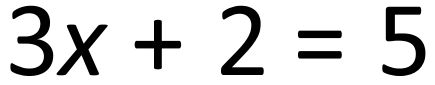 3x + 2 = 5